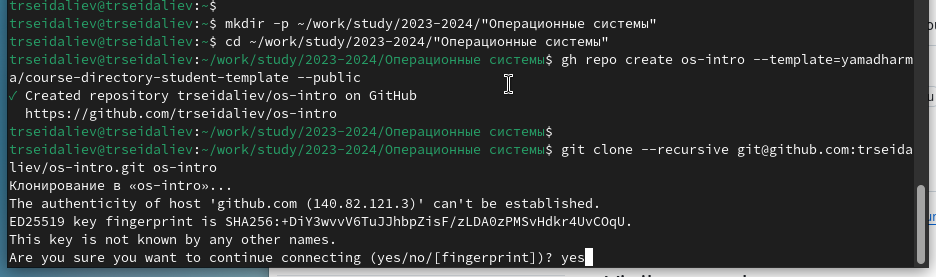 trseidaliev@trseidaliev:~$
trseidaliev@trseidaliev:~$ mkdir -p ~/work/study/2023-2024/"Операционные системы"
trseidaliev@trseidaliev:~$ cd ~/work/study/2023-2024/"Операционные системы"
trseidaliev@trseidaliev:~/work/study/2023-2024/Операционные системы$ gh repo create os-intro --template=yamadharm
a/course-directory-student-template --public
✓ Created repository trseidaliev/os-intro on GitHub
https://github.com/trseidaliev/os-intro
trseidaliev@trseidaliev:~/work/study/2023-2024/Операционные системы$
trseidaliev@trseidaliev:~/work/study/2023-2024/Операционные системы$ git clone --recursive git@github.com:trseida
liev/os-intro.git os-intro
Клонирование в «os-intro»...
The authenticity of host 'github.com (140.82.121.3)' can't be established.
ED25519 key fingerprint is SHA256:+DiY3wvvV6TuJJhbpZisF/zLDA0zPMSvHdkr4UvCOqU.
This key is not known by any other names.
Are you sure you want to continue connecting (yes/no/[fingerprint])? yes